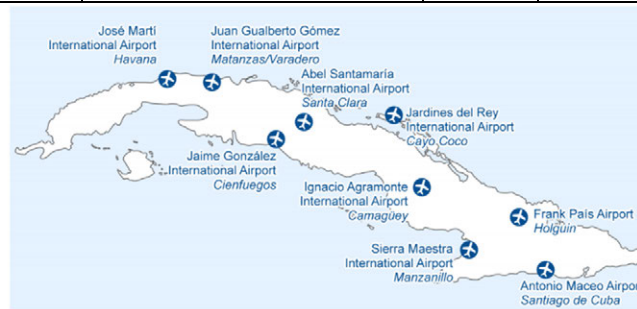 José Martí
International Airport
Havana
Juan Gualberto Gómez
International Airport
Matanzas/Varadero
Abel Santamaría
International Airport
Santa Clara
Jardines del Rey
International Airport
Cayo Coco
Jaime González
International Airport
Cienfuegos
Ignacio Agramonte
International Airport
Camagüey
Frank País Airport
Holguín
Sierra Maestra
International Airport
Manzanillo
Antonio Maceo Airpor
Santiago de Cuba